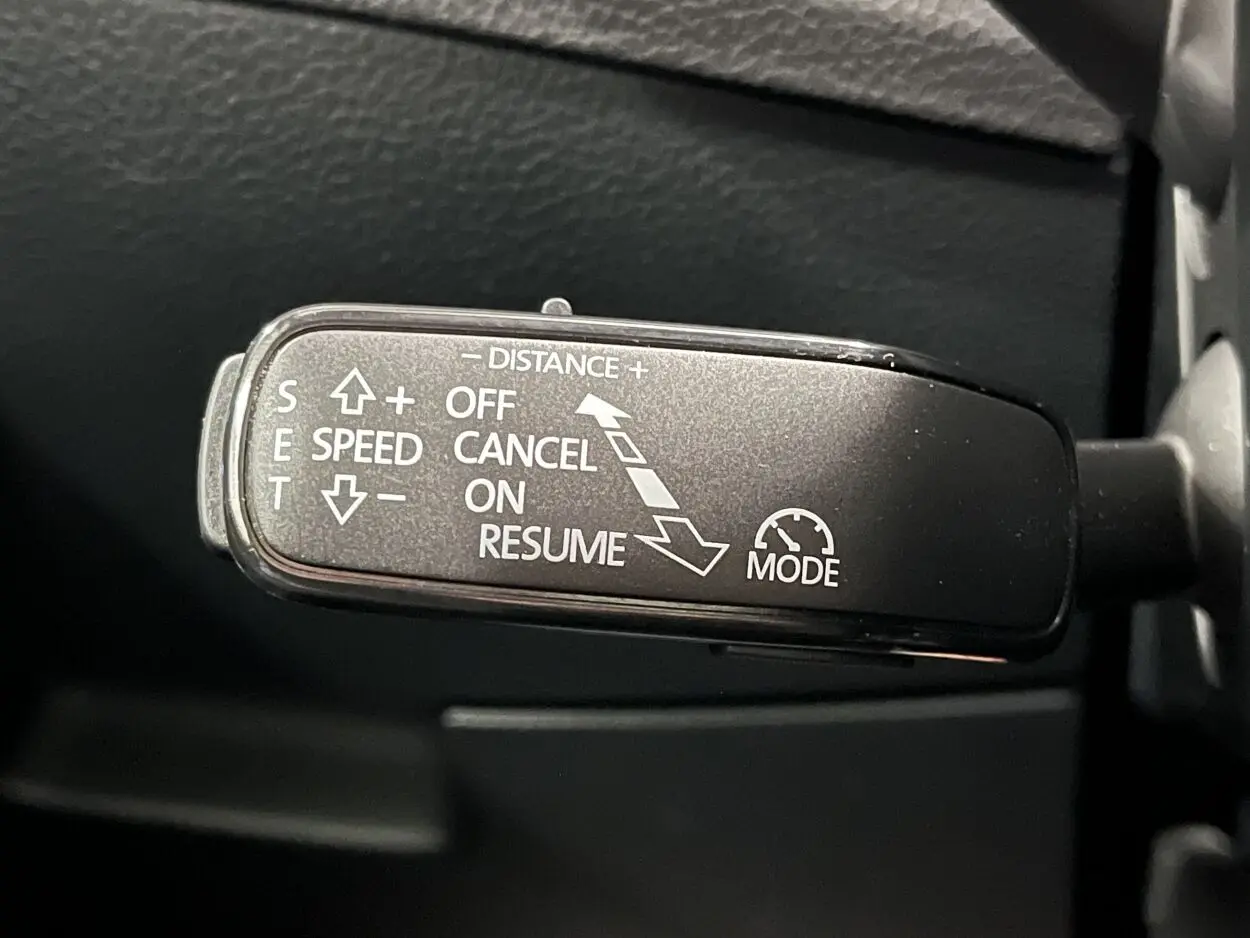 – DISTANCE +
S + OFF
E SPEED CANCEL
T – ON
RESUME
MODE